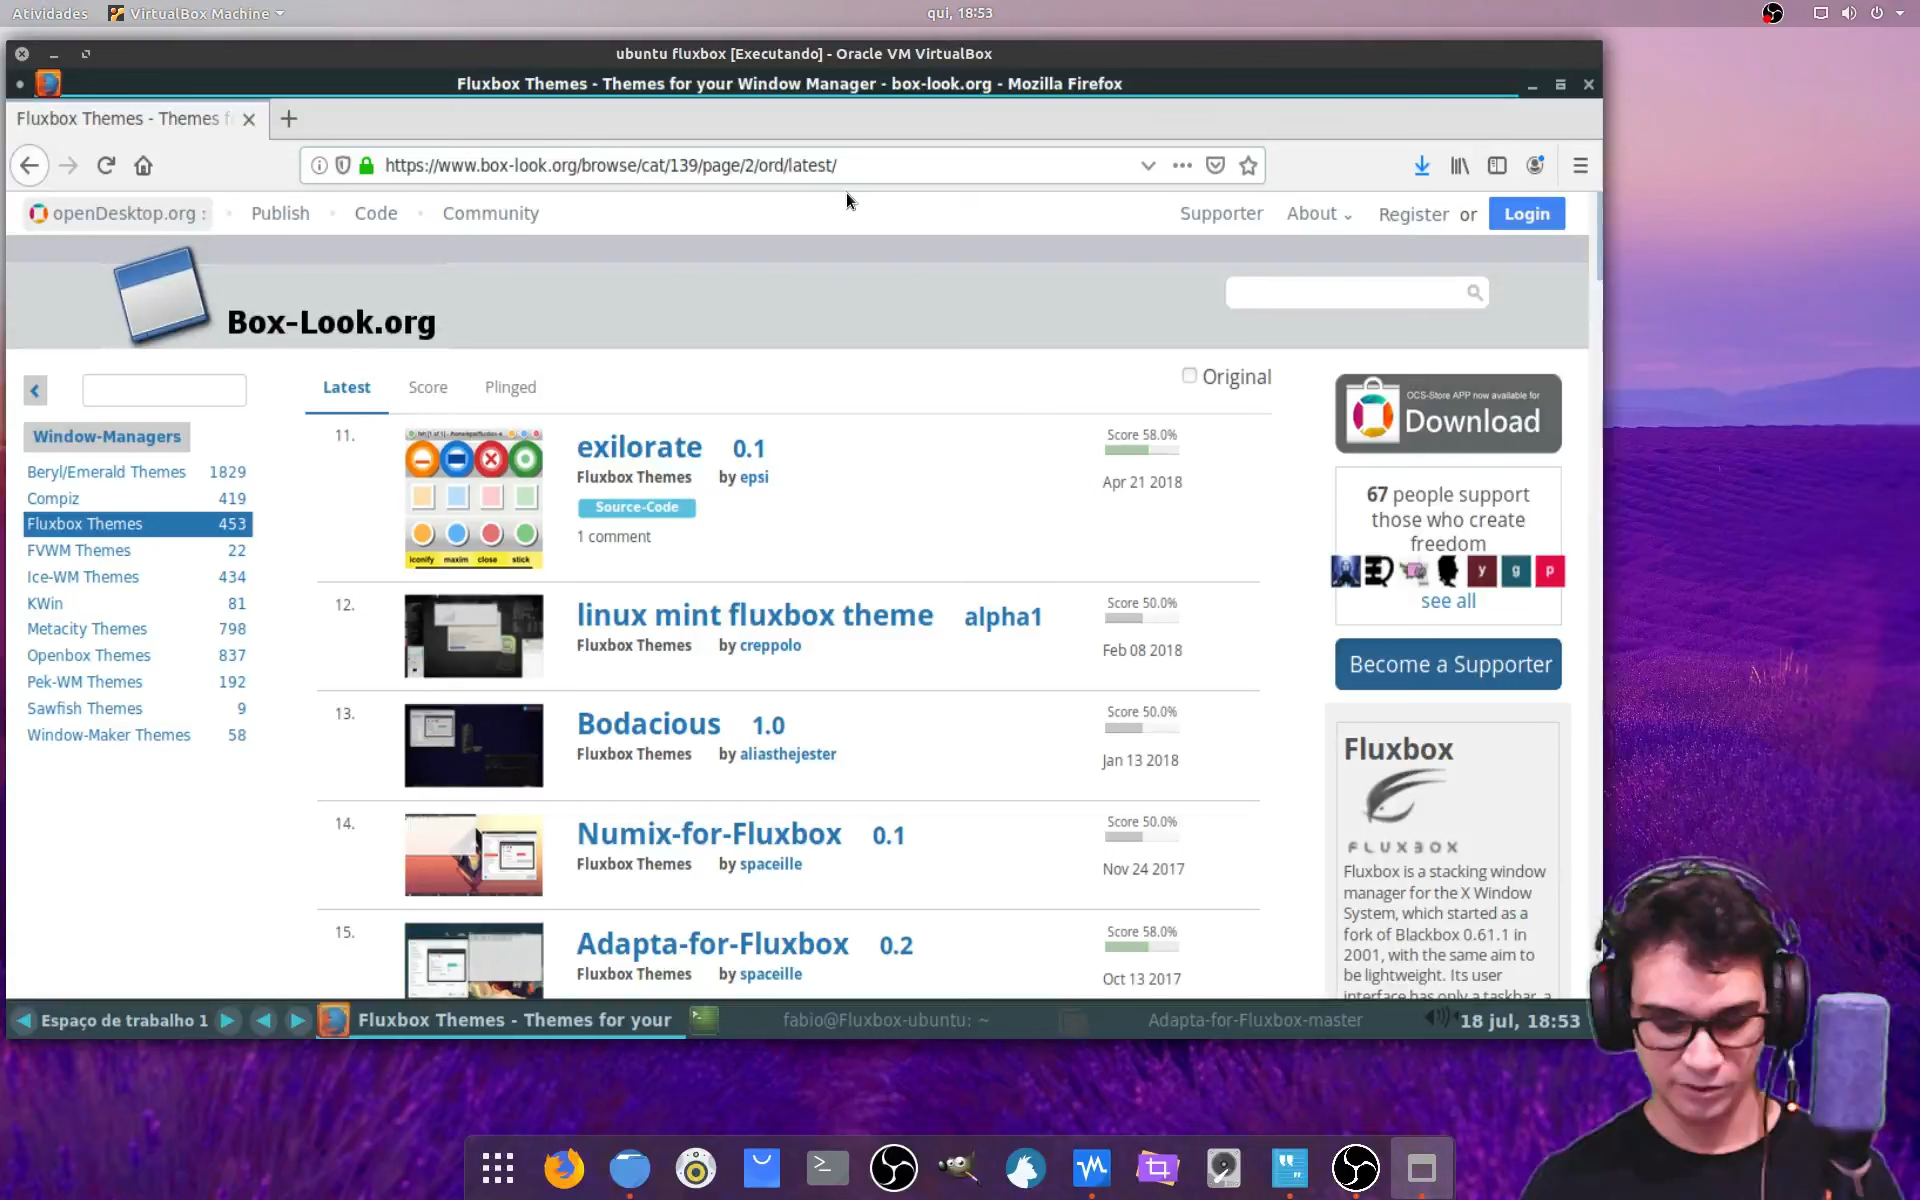 Atividades VirtualBox Machine qui, 18:53
ubuntu fluxbox [Executando] - Oracle VM VirtualBox
Fluxbox Themes - Themes for your Window Manager - box-look.org - Mozilla Firefox
Fluxbox Themes - Themes f
https://www.box-look.org/browse/cat/139/page/2/ord/latest/
openDesktop.org : Publish Code Community Supporter About Register or Login
Box-Look.org
Latest Score Plinged Original
Window-Managers
Beryl/Emerald Themes 1829
Compiz 419
Fluxbox Themes 453
FVWM Themes 22
Ice-WM Themes 434
KWin 81
Metacity Themes 798
Openbox Themes 837
Pek-WM Themes 192
Sawfish Themes 9
Window-Maker Themes 58
11.
iconify maxim close stick
exilorate 0.1
Fluxbox Themes by epsi
Source-Code
1 comment
Score 58.0%
Apr 21 2018
12.
linux mint fluxbox theme alpha1
Fluxbox Themes by creppolo
Score 50.0%
Feb 08 2018
13.
Bodacious 1.0
Fluxbox Themes by aliasthejester
Score 50.0%
Jan 13 2018
14.
Numix-for-Fluxbox 0.1
Fluxbox Themes by spaceille
Score 50.0%
Nov 24 2017
15.
Adapta-for-Fluxbox 0.2
Fluxbox Themes by spaceille
Score 58.0%
Oct 13 2017
OCS-Store APP now available for
Download
67 people support
those who create
freedom
y g p
see all
Become a Supporter
Fluxbox
FLUXBOX
Fluxbox is a stacking window
manager for the X Window
System, which started as a
fork of Blackbox 0.61.1 in
2001, with the same aim to
be lightweight. Its user
interface has only a taskbar, a
Espaço de trabalho 1 Fluxbox Themes - Themes for your fabio@Fluxbox-ubuntu: ~ Adapta-for-Fluxbox-master 18 jul, 18:53